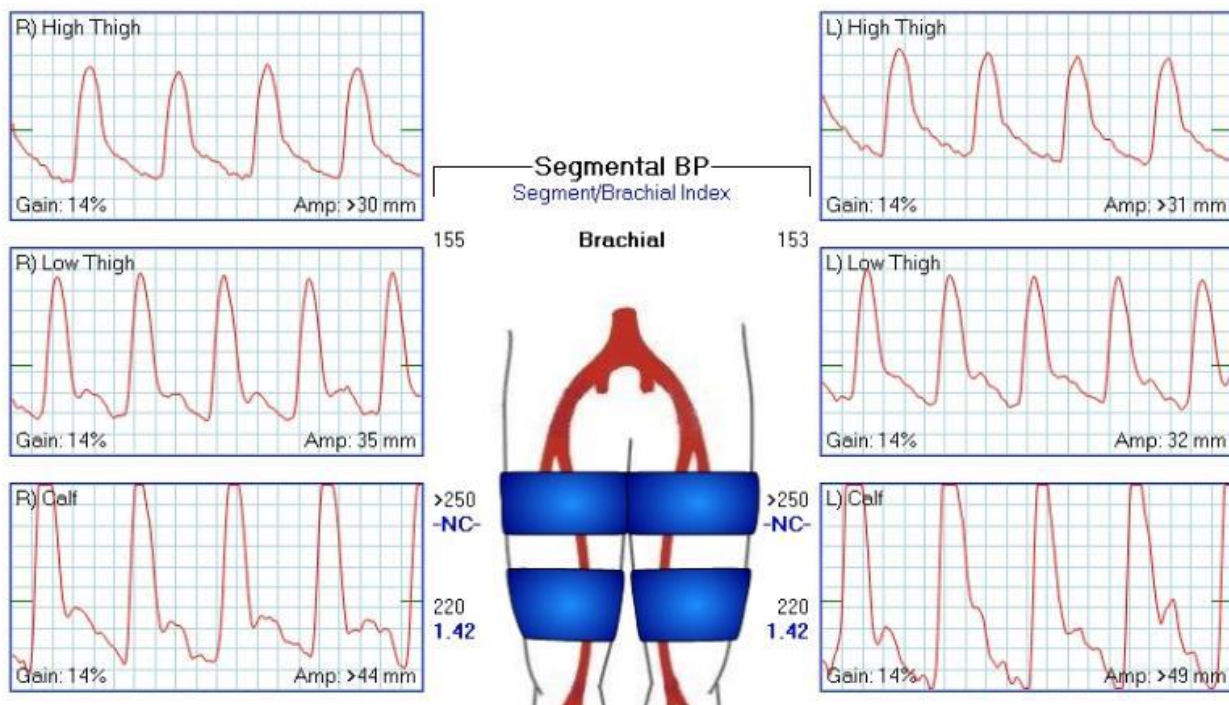 R) High Thigh
Gain: 14% Amp: >30 mm
L) High Thigh
Gain: 14% Amp: >31 mm
Segmental BP
Segment/Brachial Index
155 Brachial 153
R) Low Thigh
Gain: 14% Amp: 35 mm
L) Low Thigh
Gain: 14% Amp: 32 mm
R) Calf
Gain: 14% Amp: >44 mm
>250
-NC-
220
1.42
>250
-NC-
220
1.42
L) Calf
Gain: 14% Amp: >49 mm